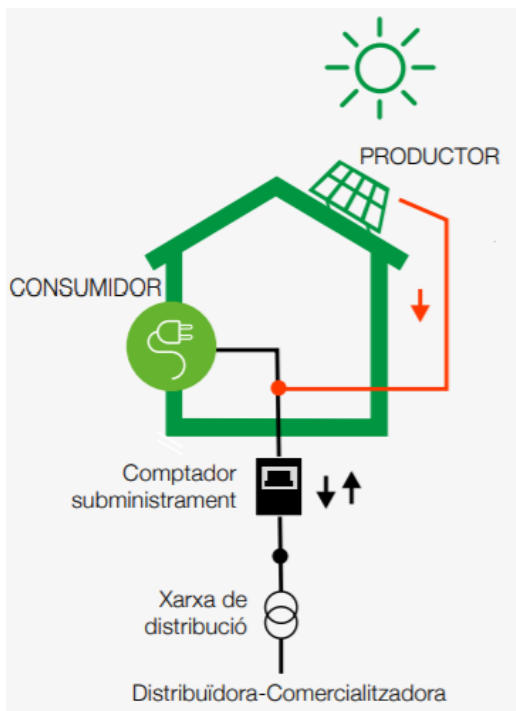 PRODUCTOR
CONSUMIDOR
Comptador
subministrament
Xarxa de
distribució
Distribuïdora-Comercialitzadora